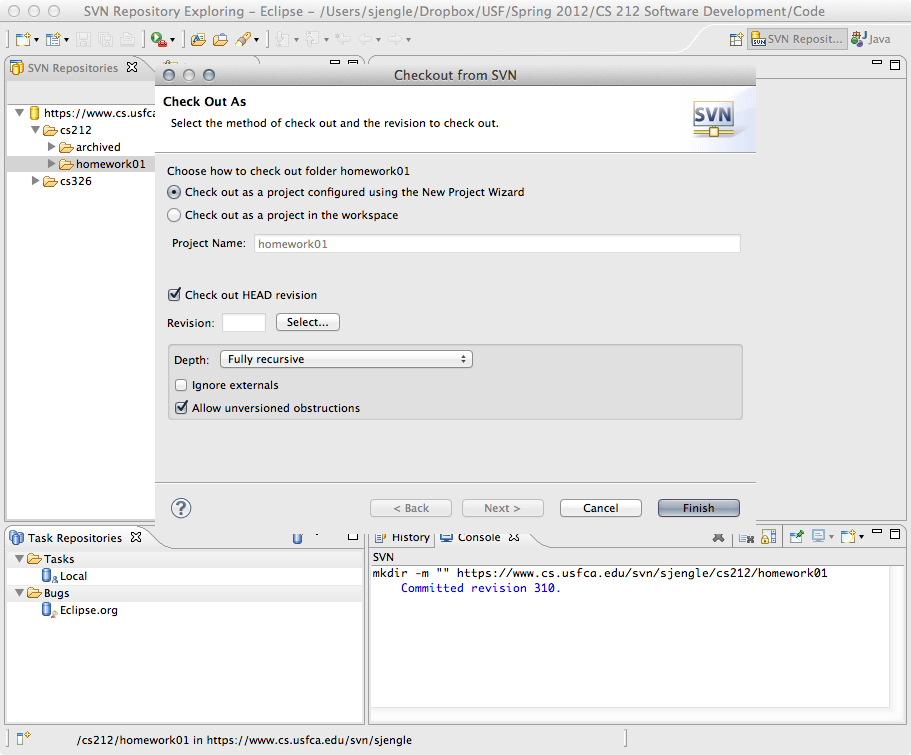 SVN Repository Exploring – Eclipse – /Users/sjengle/Dropbox/USF/Spring 2012/CS 212 Software Development/Code
SVN Reposit...
Java
SVN Repositories
Checkout from SVN
Check Out As
Select the method of check out and the revision to check out.
SVN
https://www.cs.usfca
cs212
archived
homework01
cs326
Choose how to check out folder homework01
Check out as a project configured using the New Project Wizard
Check out as a project in the workspace
Project Name: homework01
Check out HEAD revision
Revision: Select...
Depth: Fully recursive
Ignore externals
Allow unversioned obstructions
? < Back Next > Cancel Finish
Task Repositories
Tasks
Local
Bugs
Eclipse.org
History Console
SVN
mkdir -m "" https://www.cs.usfca.edu/svn/sjengle/cs212/homework01
Committed revision 310.
/cs212/homework01 in https://www.cs.usfca.edu/svn/sjengle